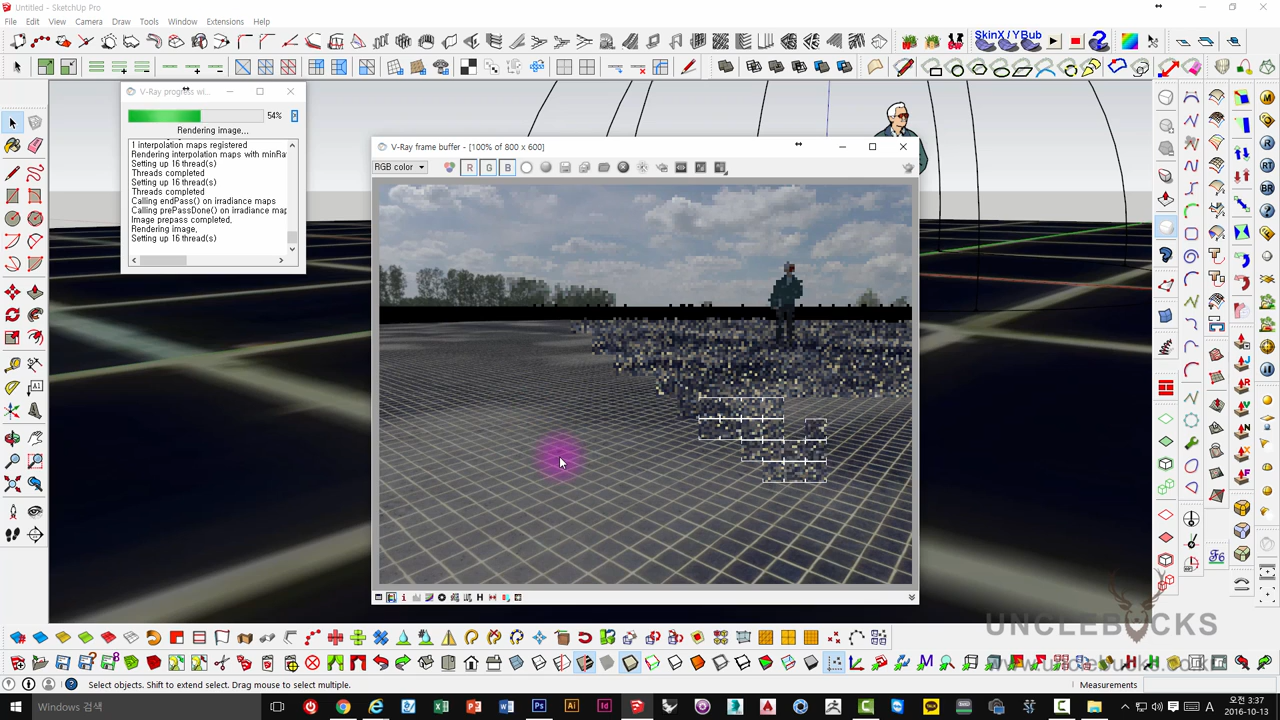 Untitled - SketchUp Pro
File Edit View Camera Draw Tools Window Extensions Help
SkinX / YBub
V-Ray progress wi...
54%
Rendering image...
1 interpolation maps registered
Rendering interpolation maps with minRa
Setting up 16 thread(s)
Threads completed
Setting up 16 thread(s)
Threads completed
Calling endPass() on irradiance maps
Calling prePassDone() on irradiance map
Image prepass completed.
Rendering image.
Setting up 16 thread(s)
V-Ray frame buffer - [100% of 800 x 600]
RGB color
R G B
UNCLEBUCKS
Select objects. Shift to extend select. Drag mouse to select multiple.
Measurements
Windows 검색
오전 3:37
2016-10-13